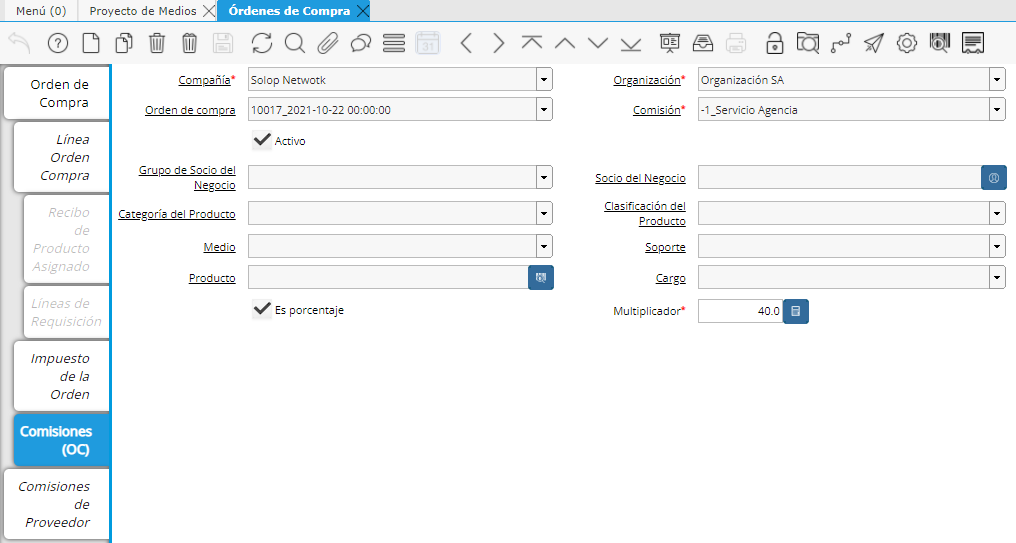 Menú (0)
Proyecto de Medios
Órdenes de Compra
31
Orden de
Compra
Línea
Orden
Compra
Recibo
de
Producto
Asignado
Líneas de
Requisición
Impuesto
de la
Orden
Comisiones
(OC)
Comisiones
de
Proveedor
Compañía* Solop Netwotk
Organización* Organización SA
Orden de compra 10017_2021-10-22 00:00:00
Comisión* -1_Servicio Agencia
Activo
Grupo de Socio del
Negocio
Socio del Negocio
Categoría del Producto
Clasificación del
Producto
Medio
Soporte
Producto
Cargo
Es porcentaje
Multiplicador* 40.0